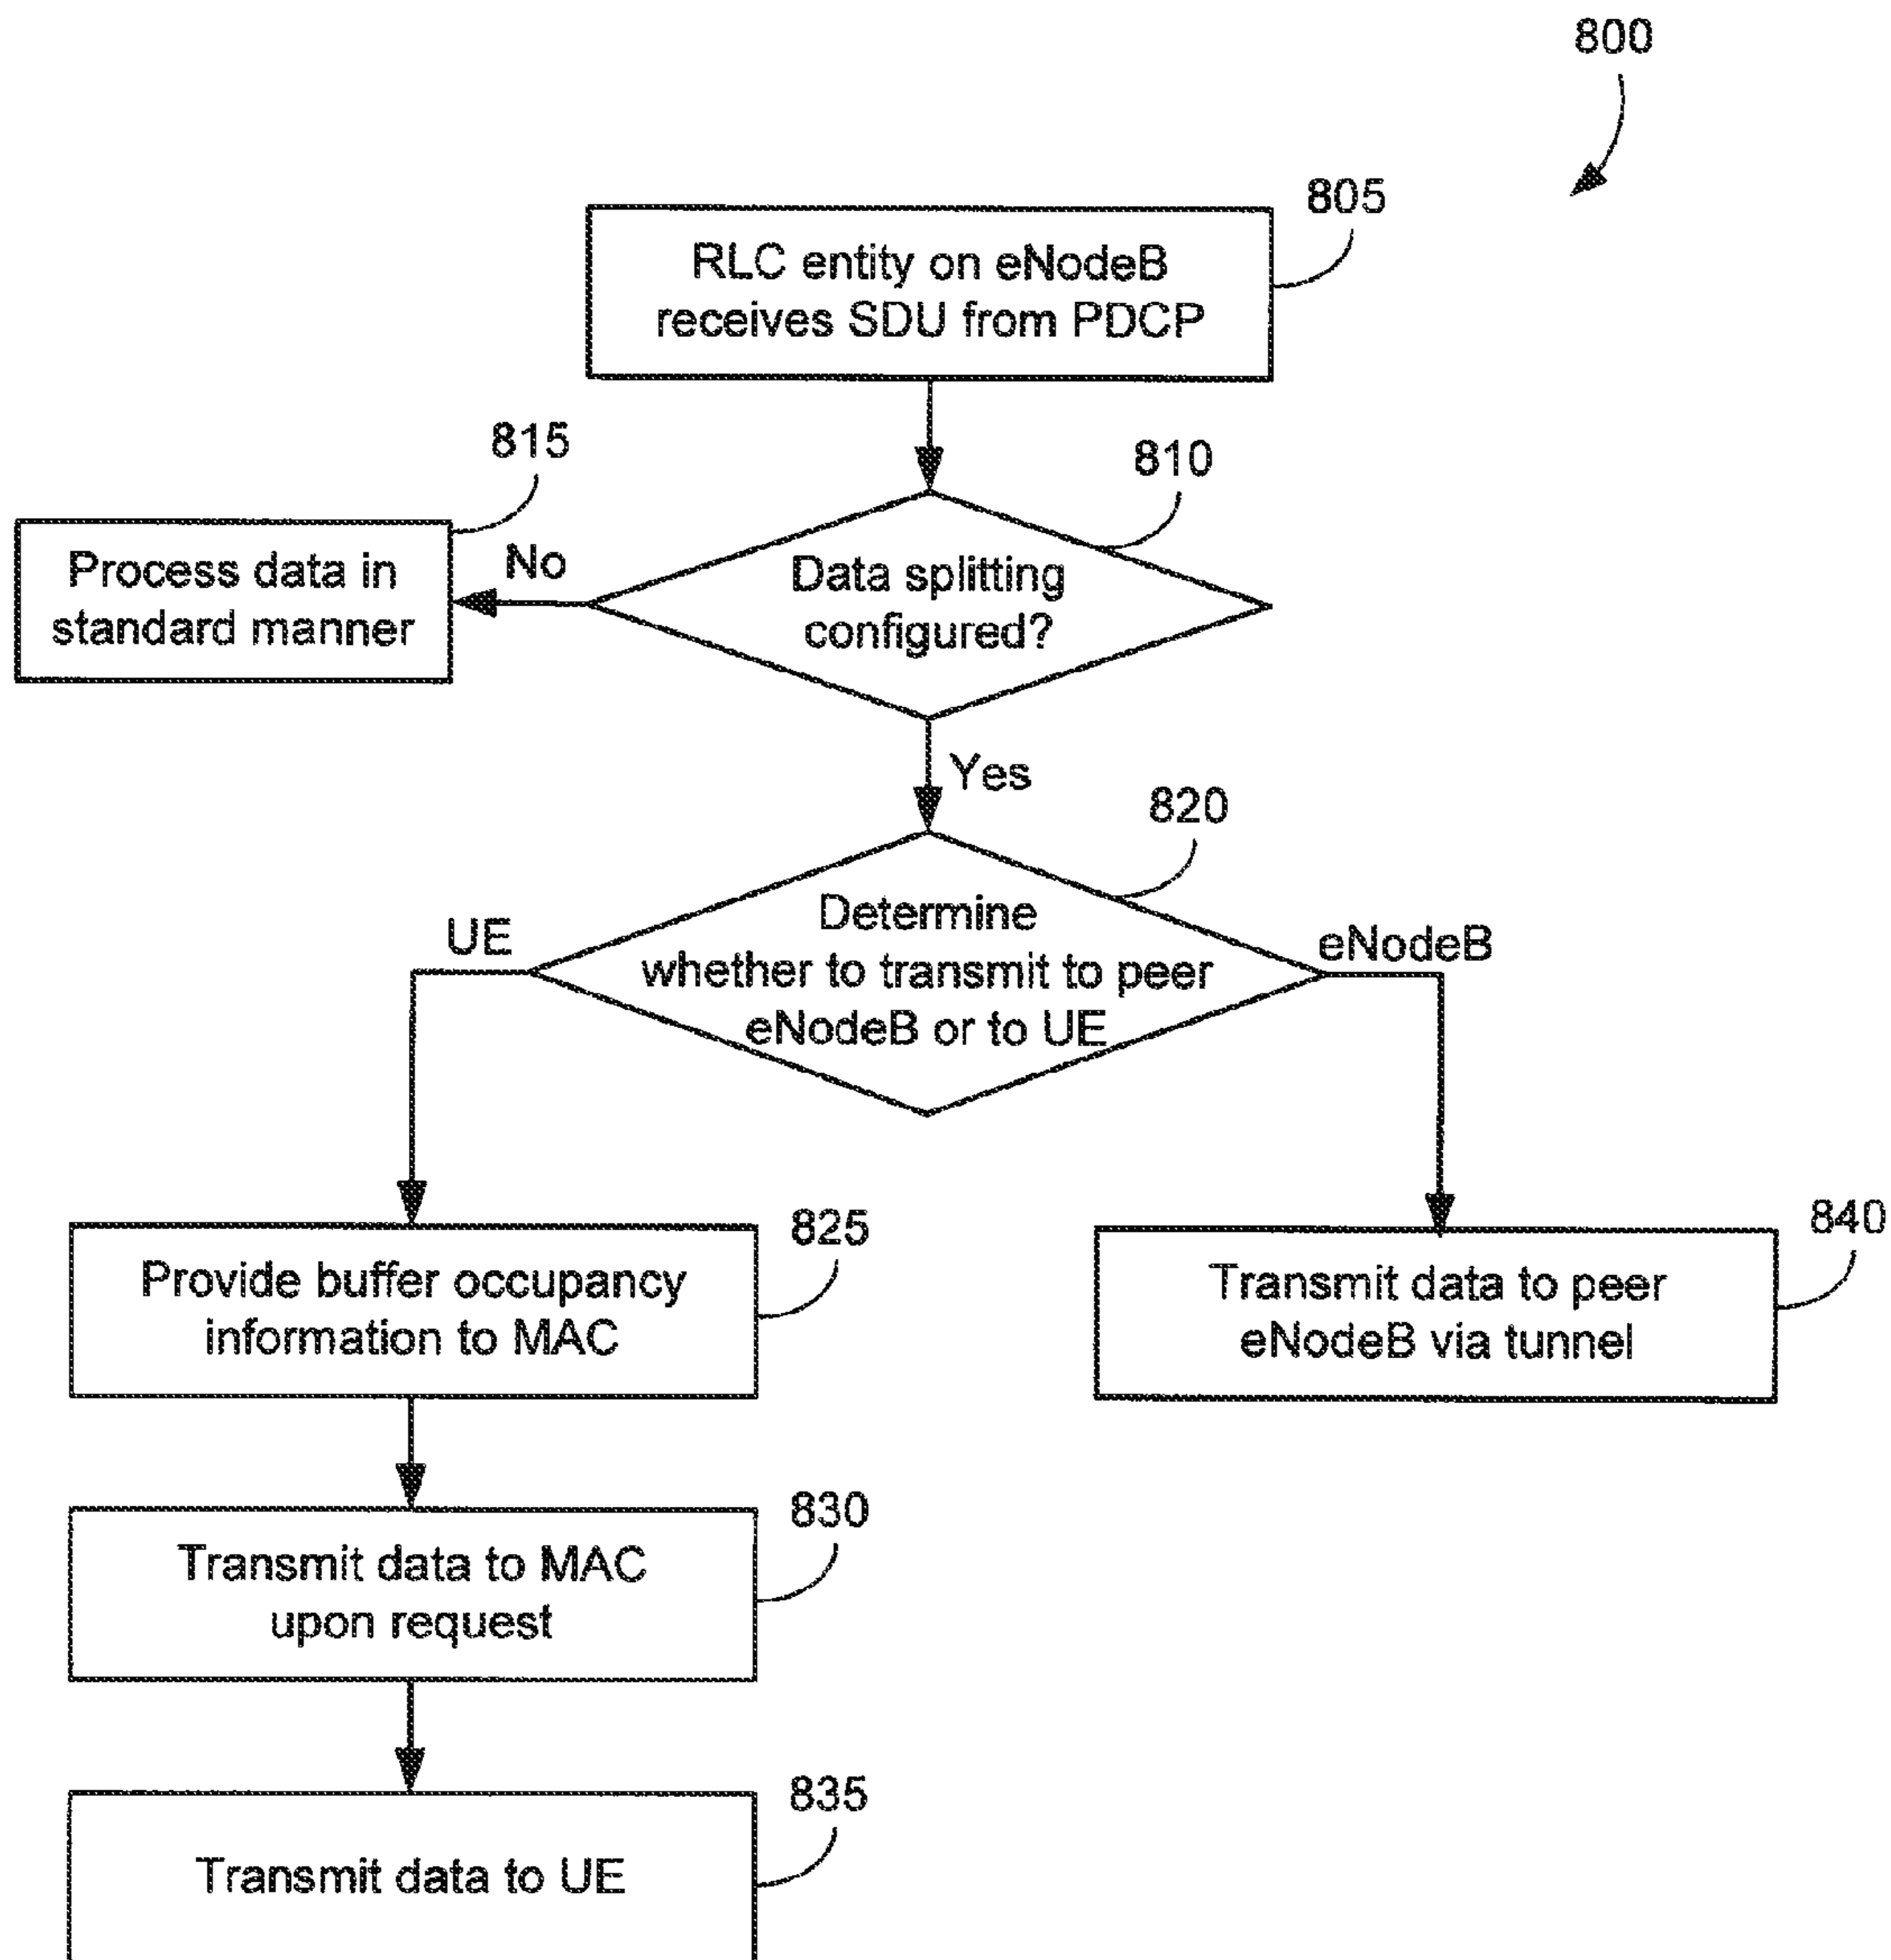 800
805
RLC entity on eNodeB
receives SDU from PDCP
815
810
Process data in
standard manner
No
Data splitting
configured?
Yes
820
UE
Determine
whether to transmit to peer
eNodeB or to UE
eNodeB
825
Provide buffer occupancy
information to MAC
840
Transmit data to peer
eNodeB via tunnel
830
Transmit data to MAC
upon request
835
Transmit data to UE